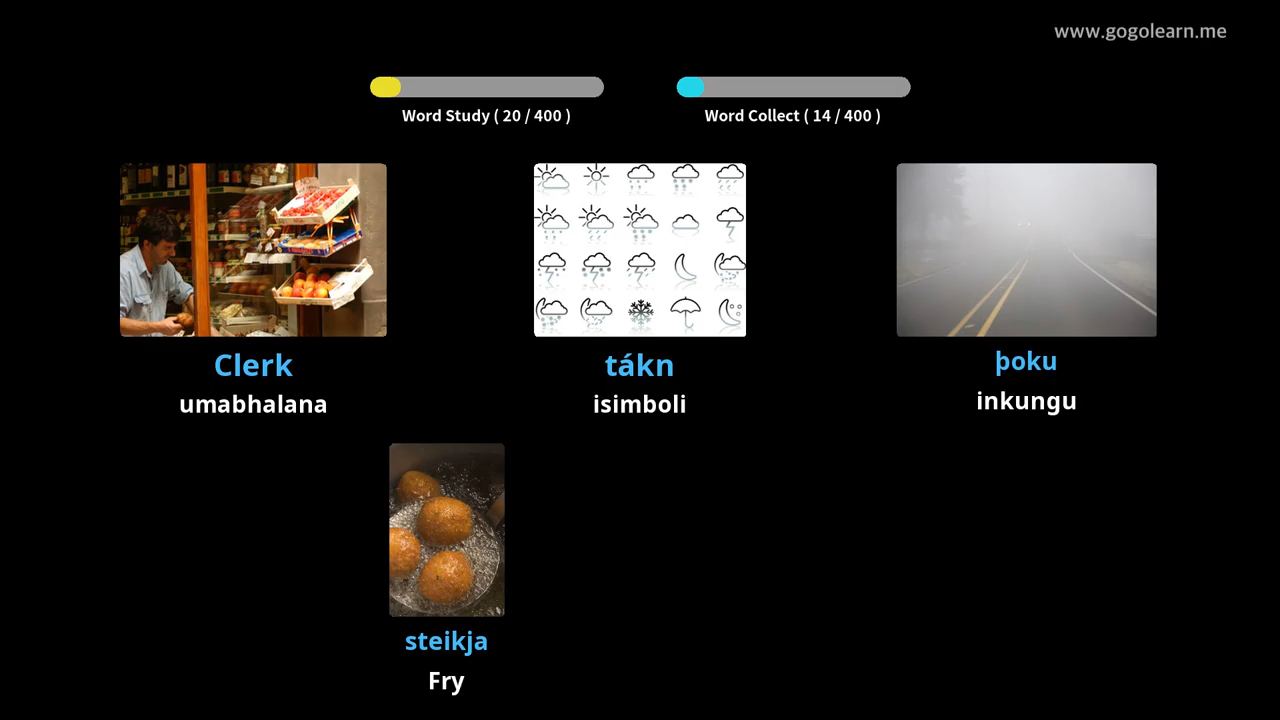 www.gogolearn.me
Word Study ( 20 / 400 )
Word Collect ( 14 / 400 )
Clerk
umabhalana
tákn
isimboli
þoku
inkungu
steikja
Fry